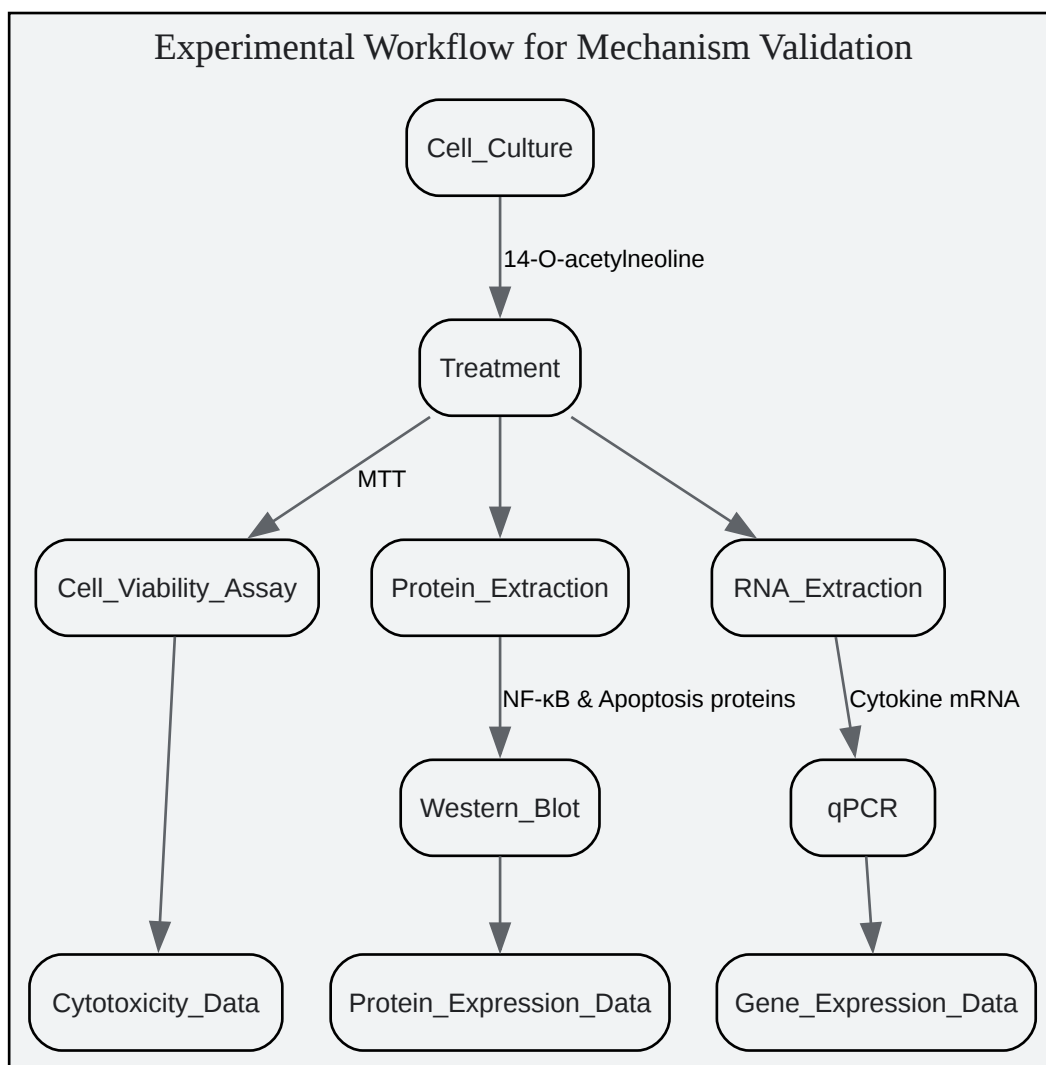 Experimental Workflow for Mechanism Validation
Cell_Culture
14-O-acetylneoline
Treatment
MTT
Cell_Viability_Assay
Protein_Extraction
RNA_Extraction
NF-κB & Apoptosis proteins
Cytokine mRNA
Western_Blot
qPCR
Cytotoxicity_Data
Protein_Expression_Data
Gene_Expression_Data